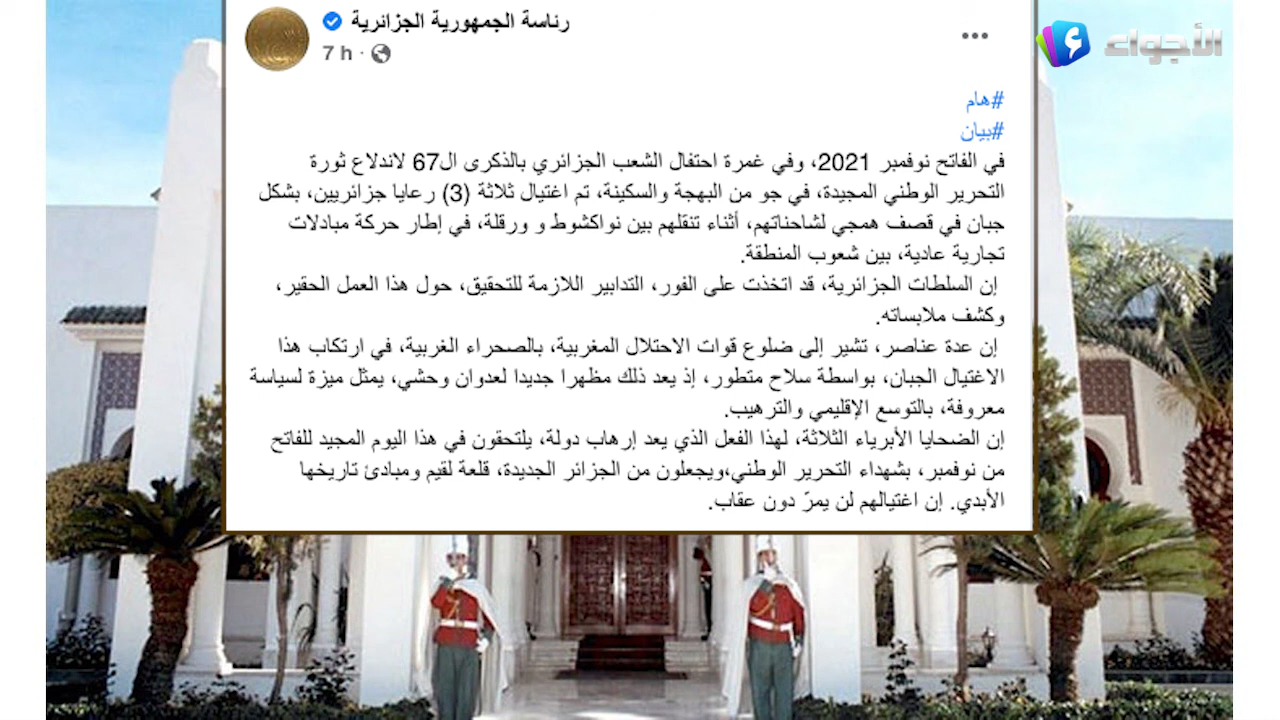 رئاسة الجمهورية الجزائرية
7 h ·
الأجواء
#هام
#بيان
في الفاتح نوفمبر 2021، وفي غمرة احتفال الشعب الجزائري بالذكرى ال67 لاندلاع ثورة
التحرير الوطني المجيدة، في جو من البهجة والسكينة، تم اغتيال ثلاثة (3) رعايا جزائريين، بشكل
جبان في قصف همجي لشاحناتهم، أثناء تنقلهم بين نواكشوط و ورقلة، في إطار حركة مبادلات
تجارية عادية، بين شعوب المنطقة.
إن السلطات الجزائرية، قد اتخذت على الفور، التدابير اللازمة للتحقيق، حول هذا العمل الحقير،
وكشف ملابساته.
إن عدة عناصر، تشير إلى ضلوع قوات الاحتلال المغربية، بالصحراء الغربية، في ارتكاب هذا
الاغتيال الجبان، بواسطة سلاح متطور، إذ يعد ذلك مظهرا جديدا لعدوان وحشي، يمثل ميزة لسياسة
معروفة، بالتوسع الإقليمي والترهيب.
إن الضحايا الأبرياء الثلاثة، لهذا الفعل الذي يعد إرهاب دولة، يلتحقون في هذا اليوم المجيد للفاتح
من نوفمبر، بشهداء التحرير الوطني،ويجعلون من الجزائر الجديدة، قلعة لقيم ومبادئ تاريخها
الأبدي. إن اغتيالهم لن يمرّ دون عقاب.